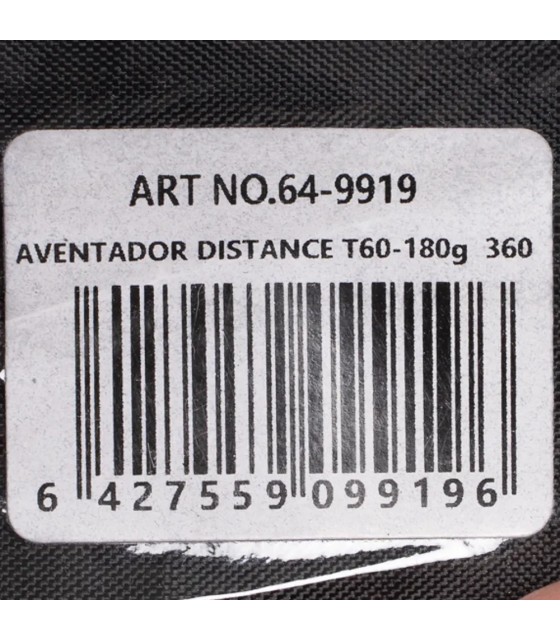 ART NO.64-9919
AVENTADOR DISTANCE T60-180g 360
6 427559 099196